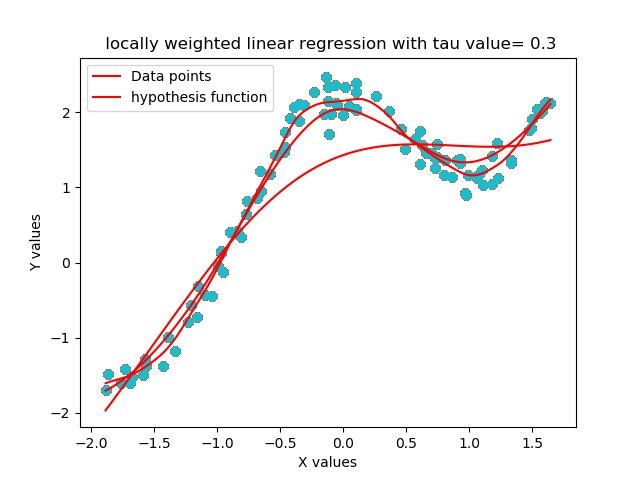 locally weighted linear regression with tau value= 0.3
Data points
hypothesis function
2
1
0
−1
−2
Y values
−2.0 −1.5 −1.0 −0.5 0.0 0.5 1.0 1.5
X values